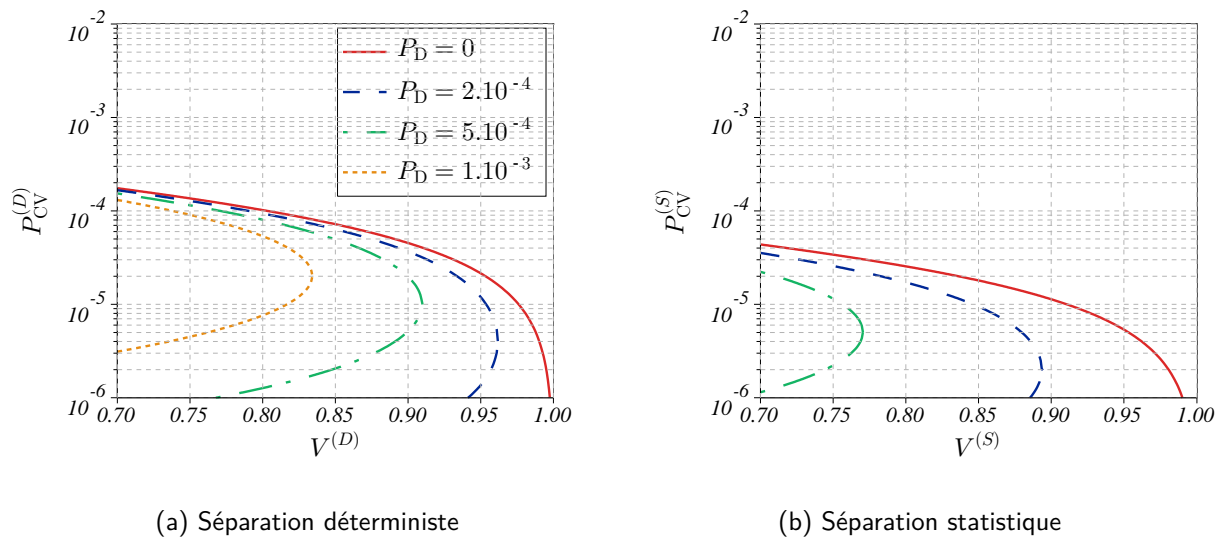 10^-2
10^-3
10^-4
10^-5
10^-6
P_CV^(D)
0.70 0.75 0.80 0.85 0.90 0.95 1.00
V^(D)
P_D = 0
P_D = 2.10^-4
P_D = 5.10^-4
P_D = 1.10^-3
(a) Séparation déterministe
10^-2
10^-3
10^-4
10^-5
10^-6
P_CV^(S)
0.70 0.75 0.80 0.85 0.90 0.95 1.00
V^(S)
(b) Séparation statistique